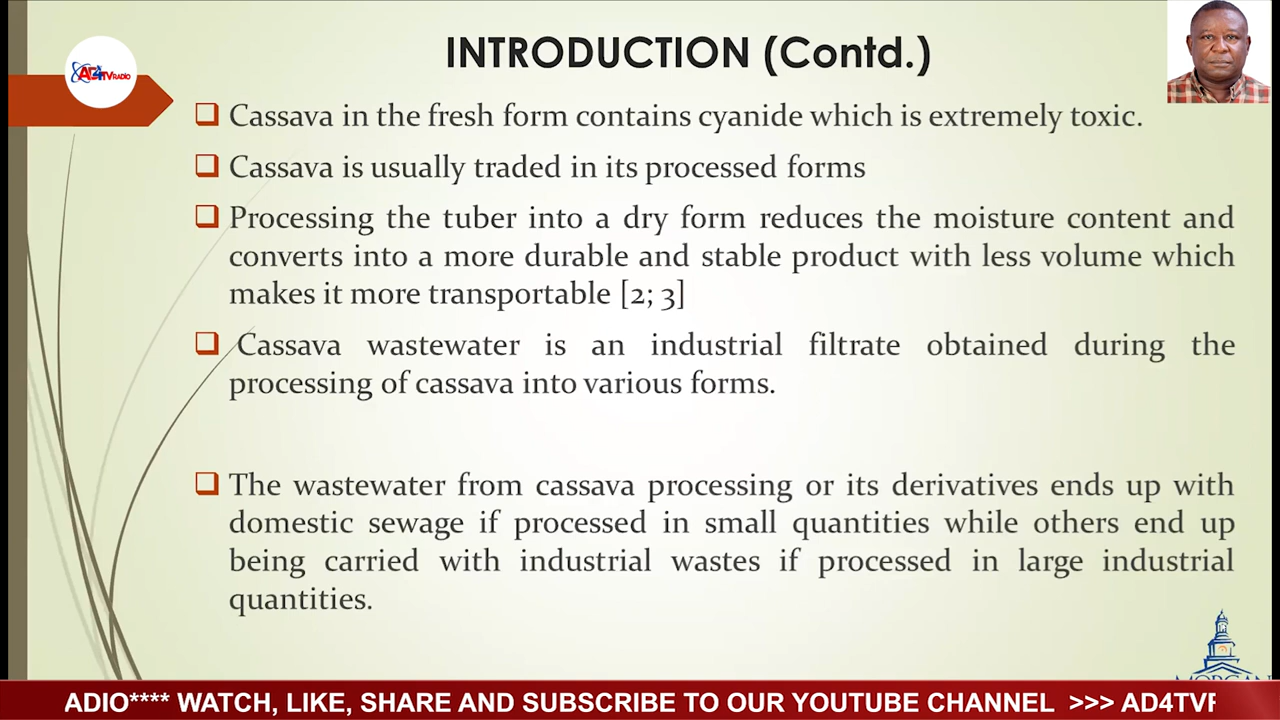 INTRODUCTION (Contd.)
AD4TV RADIO
Cassava in the fresh form contains cyanide which is extremely toxic.
Cassava is usually traded in its processed forms
Processing the tuber into a dry form reduces the moisture content and
converts into a more durable and stable product with less volume which
makes it more transportable [2; 3]
Cassava wastewater is an industrial filtrate obtained during the
processing of cassava into various forms.
The wastewater from cassava processing or its derivatives ends up with
domestic sewage if processed in small quantities while others end up
being carried with industrial wastes if processed in large industrial
quantities.
MORGAN
ADIO**** WATCH, LIKE, SHARE AND SUBSCRIBE TO OUR YOUTUBE CHANNEL >>> AD4TV